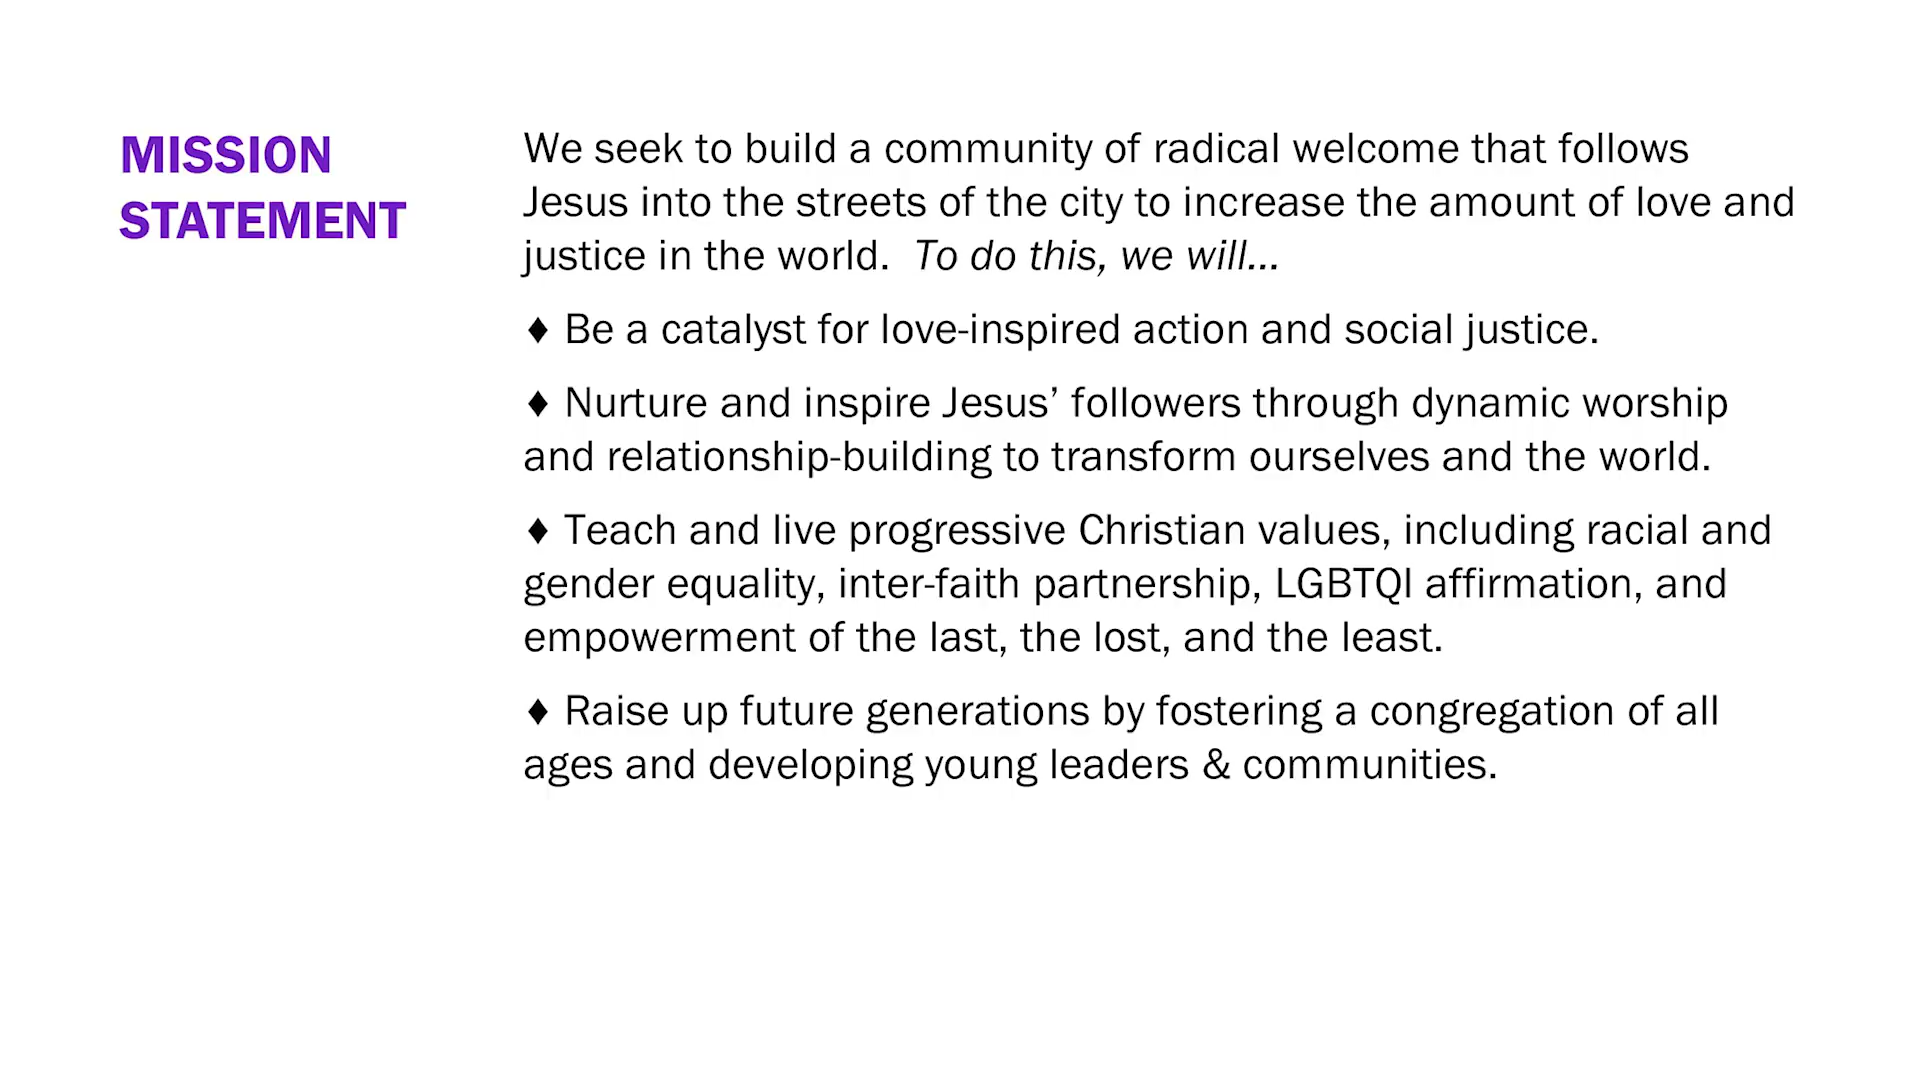 MISSION
STATEMENT
We seek to build a community of radical welcome that follows
Jesus into the streets of the city to increase the amount of love and
justice in the world.  To do this, we will...
♦ Be a catalyst for love-inspired action and social justice.
♦ Nurture and inspire Jesus’ followers through dynamic worship
and relationship-building to transform ourselves and the world.
♦ Teach and live progressive Christian values, including racial and
gender equality, inter-faith partnership, LGBTQI affirmation, and
empowerment of the last, the lost, and the least.
♦ Raise up future generations by fostering a congregation of all
ages and developing young leaders & communities.